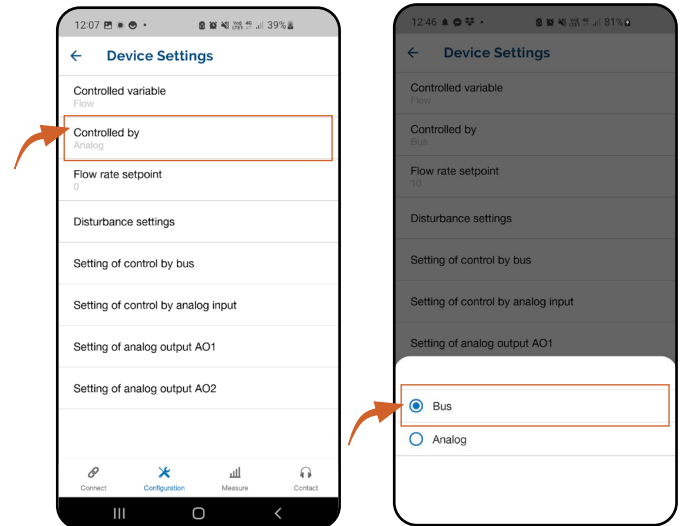 12:07
39%
Device Settings
Controlled variable
Flow
Controlled by
Analog
Flow rate setpoint
0
Disturbance settings
Setting of control by bus
Setting of control by analog input
Setting of analog output AO1
Setting of analog output AO2
Connect
Configuration
Measure
Contact
12:46
81%
Device Settings
Controlled variable
Flow
Controlled by
Bus
Flow rate setpoint
10
Disturbance settings
Setting of control by bus
Setting of control by analog input
Setting of analog output AO1
Bus
Analog